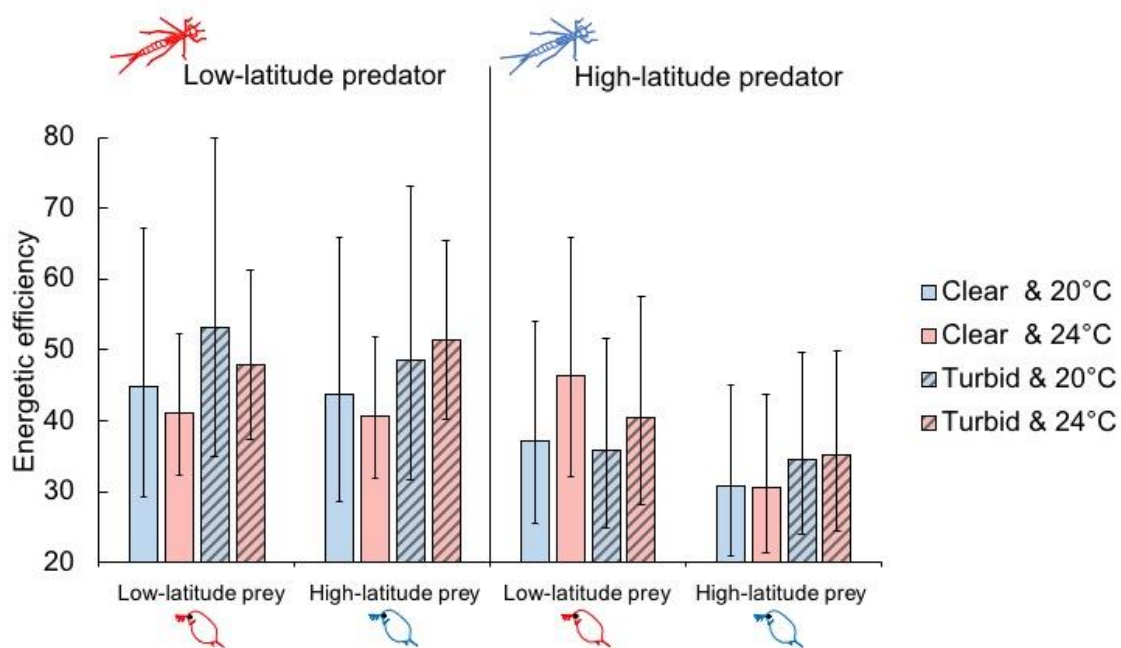 Low-latitude predator
High-latitude predator
Energetic efficiency
80
70
60
50
40
30
20
Low-latitude prey
High-latitude prey
Low-latitude prey
High-latitude prey
Clear & 20°C
Clear & 24°C
Turbid & 20°C
Turbid & 24°C